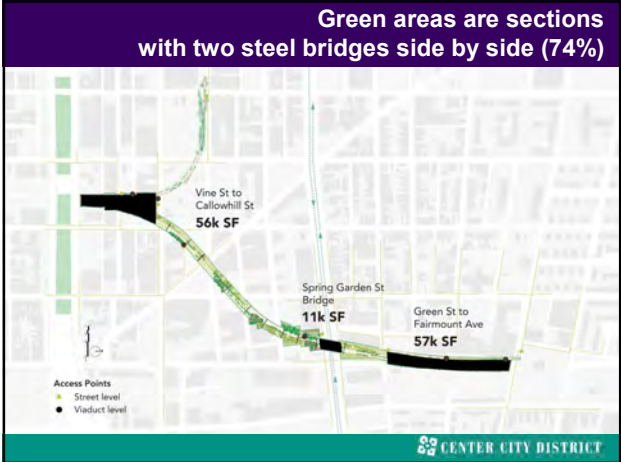 Green areas are sections
with two steel bridges side by side (74%)
Vine St to
Callowhill St
56k SF
Spring Garden St
Bridge
11k SF
Green St to
Fairmount Ave
57k SF
Access Points
Street level
Viaduct level
CENTER CITY DISTRICT